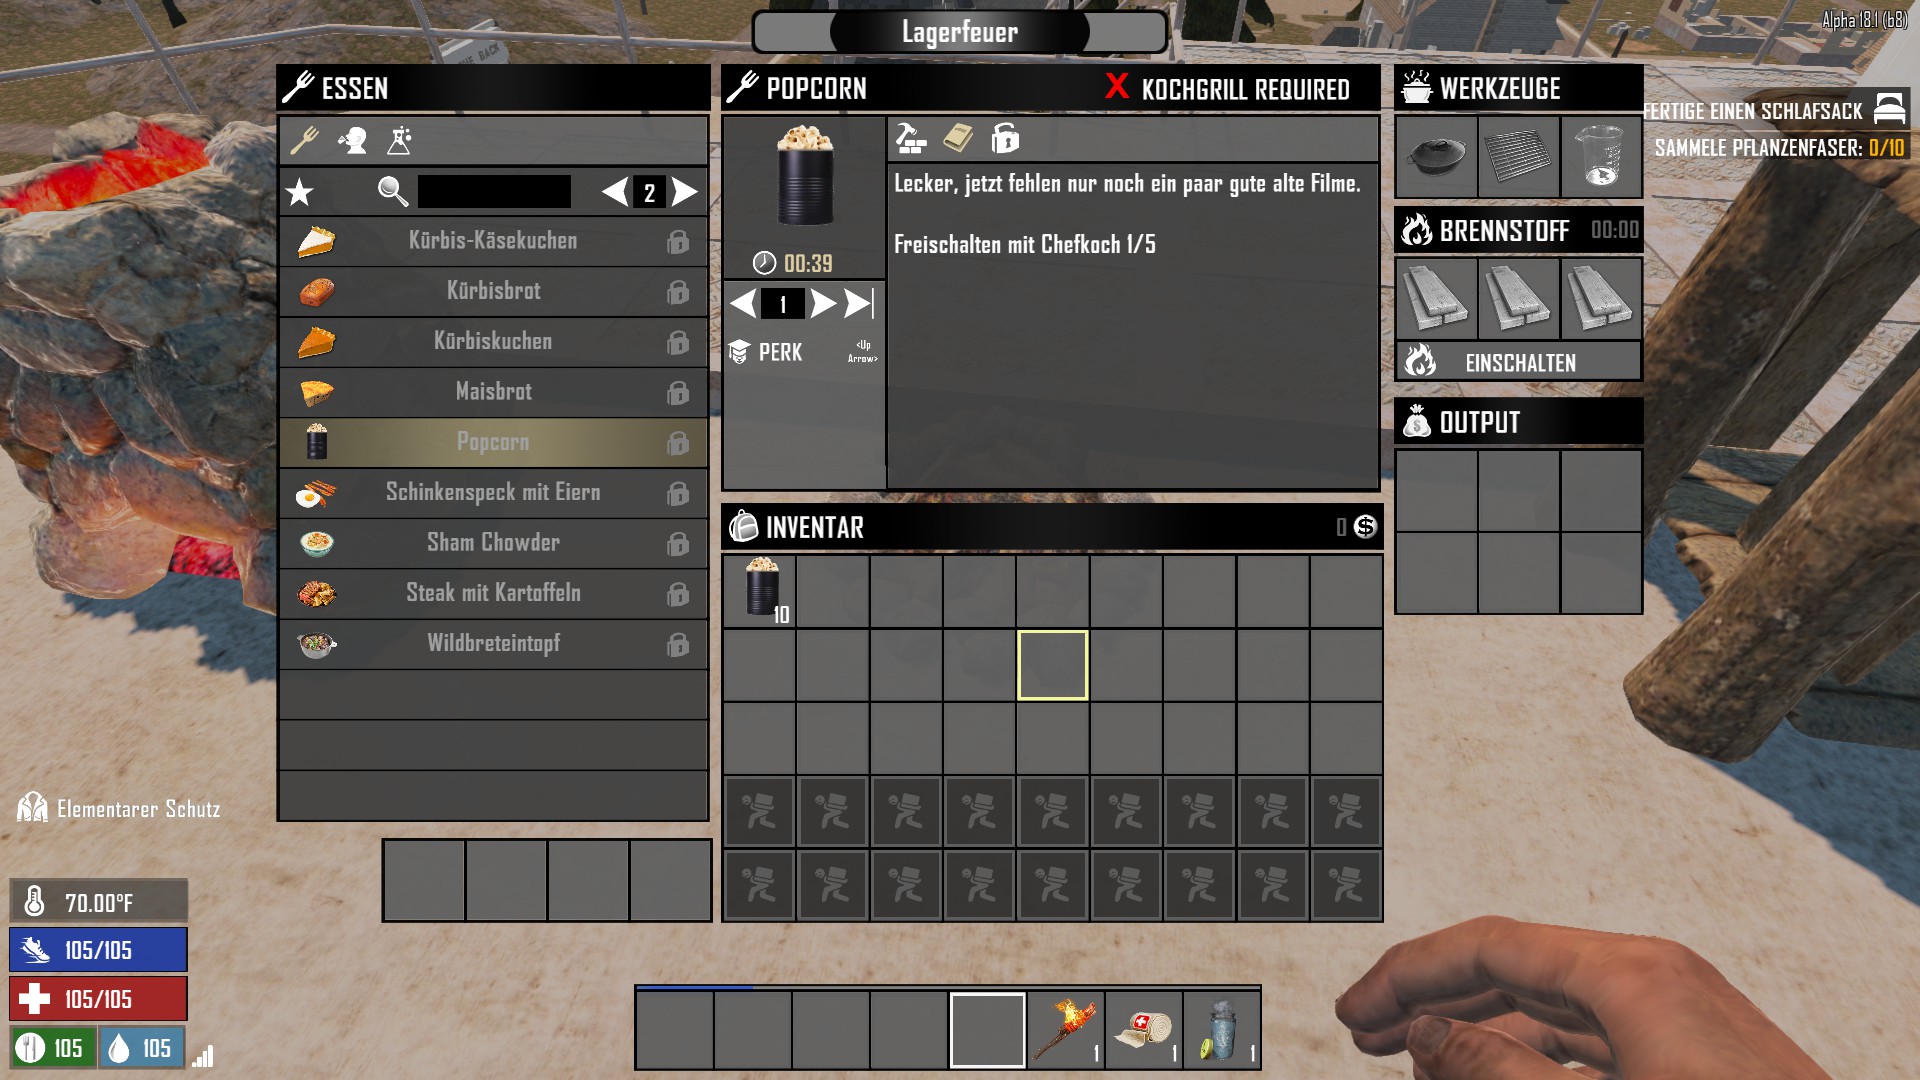 Lagerfeuer
Alpha 18.1 (b8)
ESSEN
2
Kürbis-Käsekuchen
Kürbisbrot
Kürbiskuchen
Maisbrot
Popcorn
Schinkenspeck mit Eiern
Sham Chowder
Steak mit Kartoffeln
Wildbreteintopf
POPCORN
X KOCHGRILL REQUIRED
00:39
1
PERK
<Up
Arrow>
Lecker, jetzt fehlen nur noch ein paar gute alte Filme.
Freischalten mit Chefkoch 1/5
INVENTAR
0
10
WERKZEUGE
BRENNSTOFF 00:00
EINSCHALTEN
OUTPUT
FERTIGE EINEN SCHLAFSACK
SAMMELE PFLANZENFASER: 0/10
Elementarer Schutz
70.00°F
105/105
105/105
105
105
1
1
1
BACK